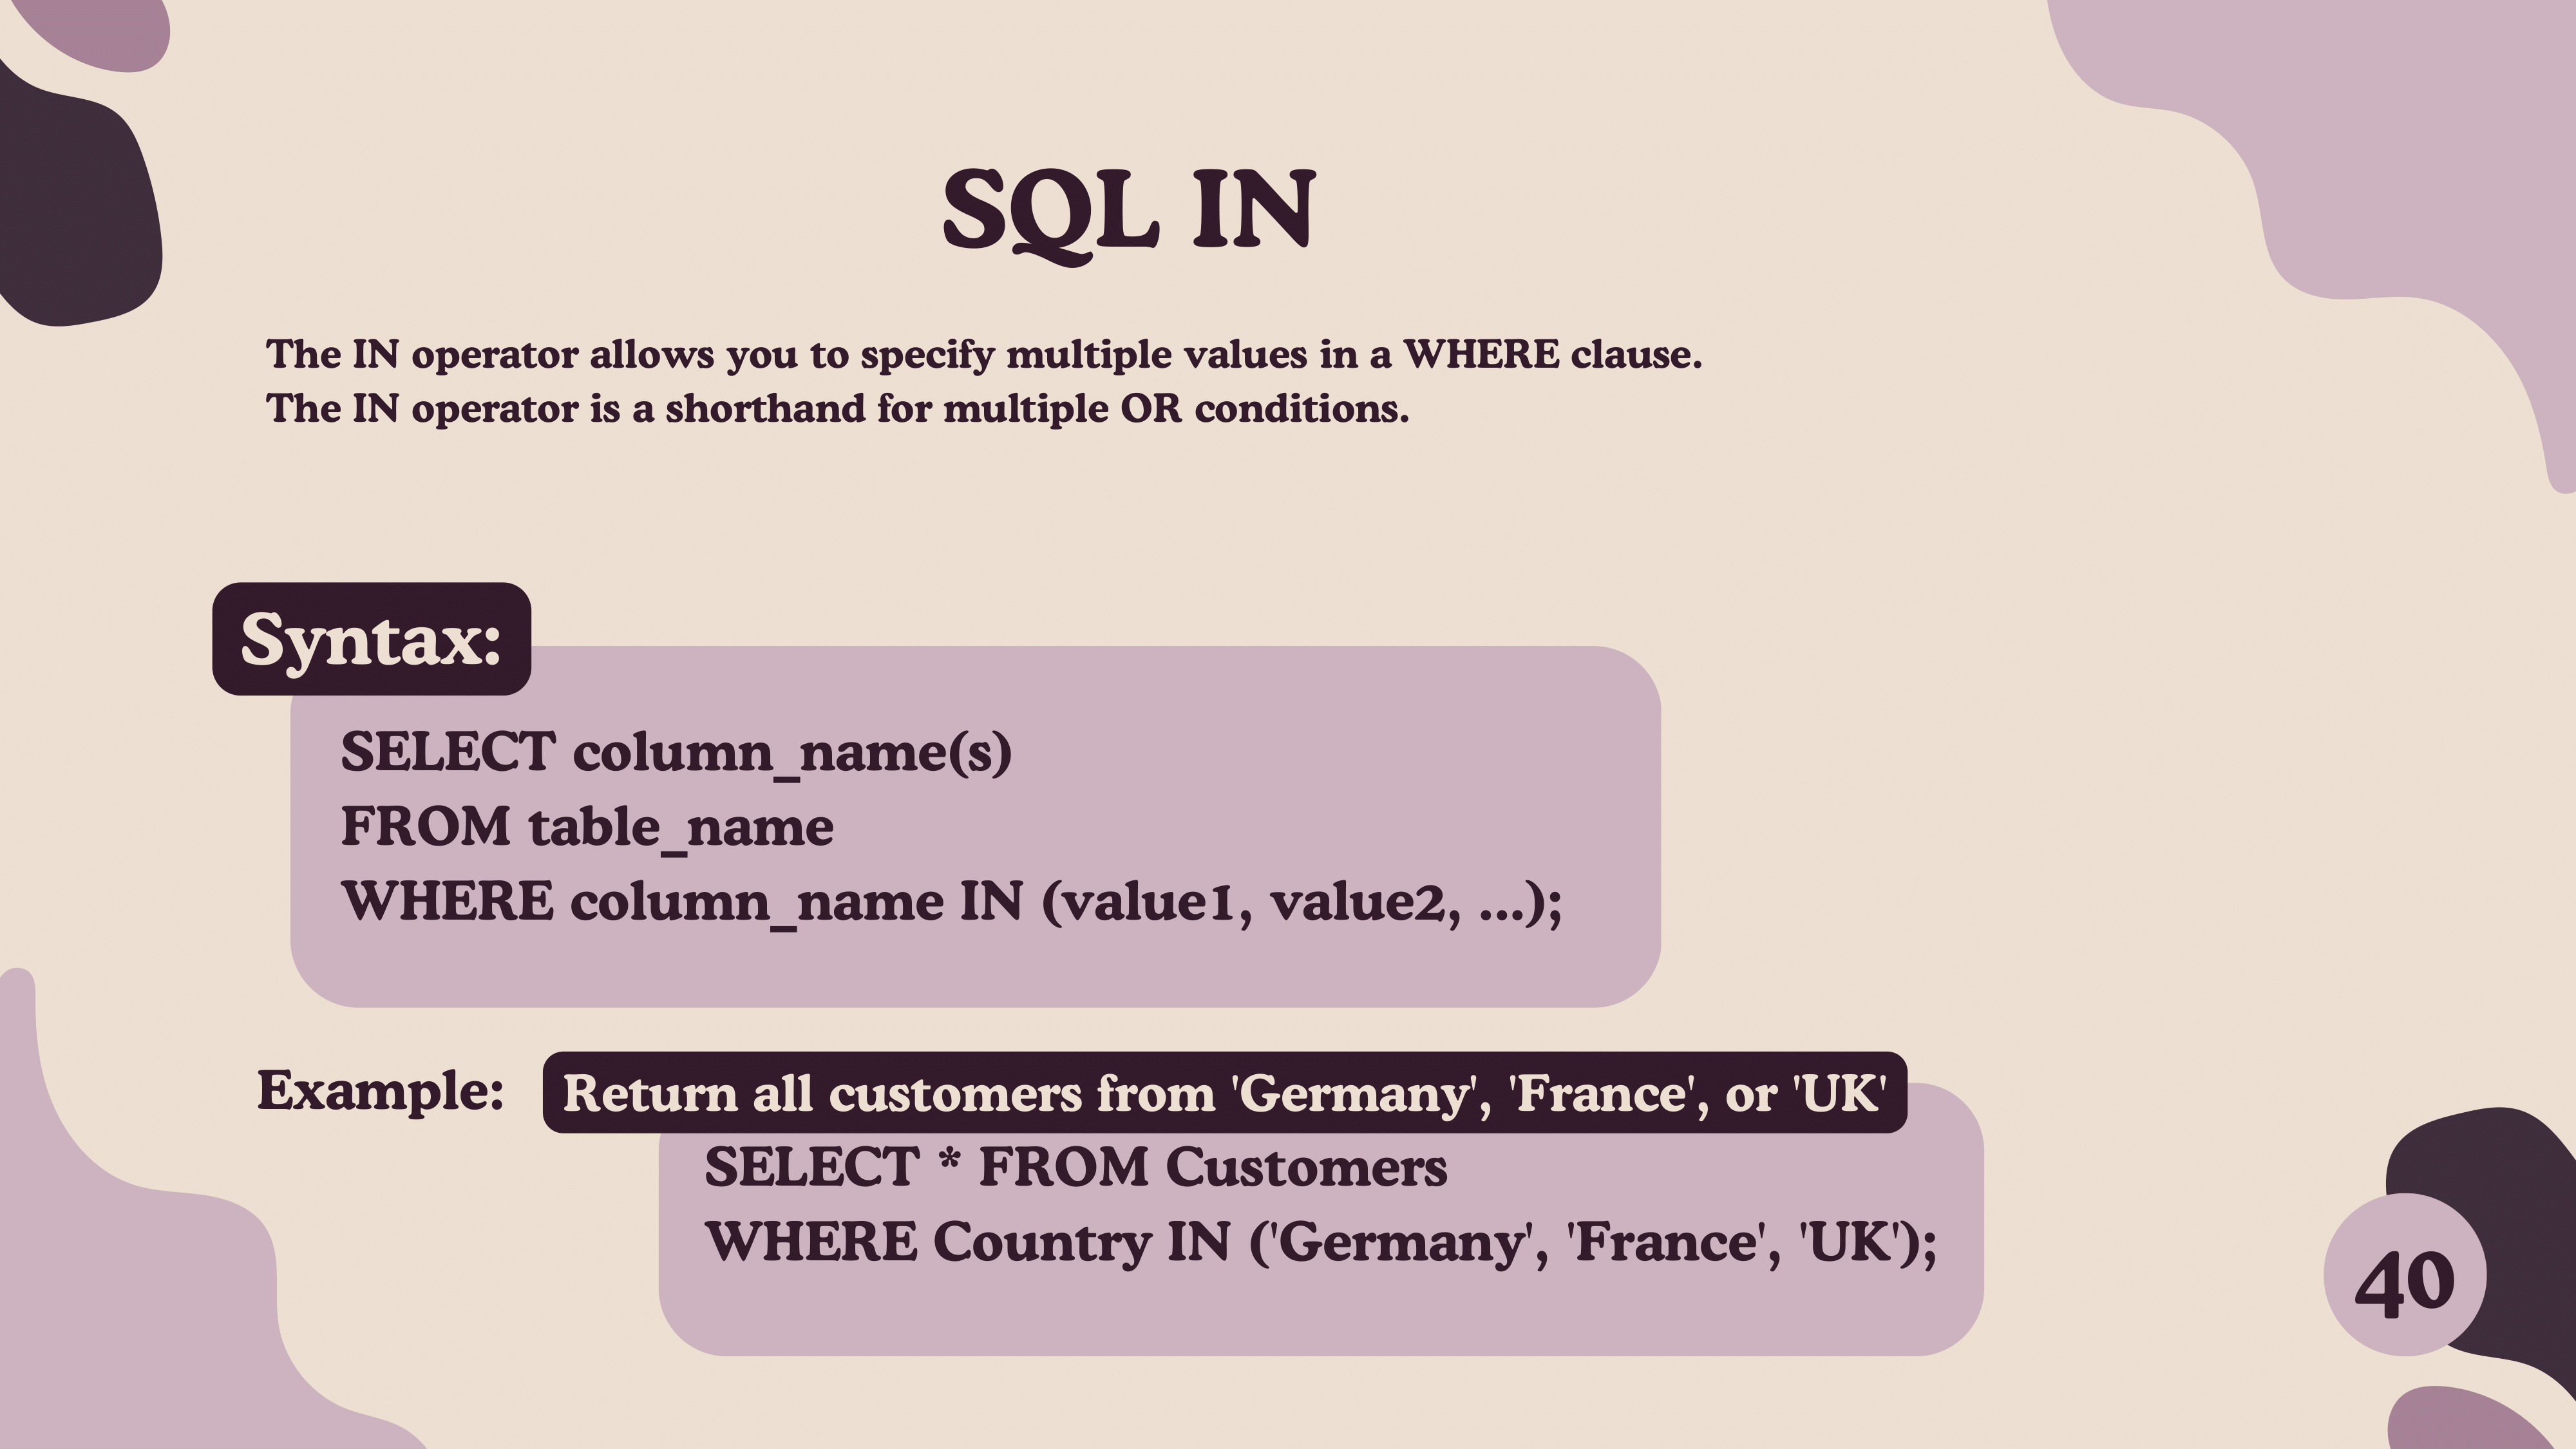 SQL IN
The IN operator allows you to specify multiple values in a WHERE clause.
The IN operator is a shorthand for multiple OR conditions.
Syntax:
SELECT column_name(s)
FROM table_name
WHERE column_name IN (value1, value2, ...);
Example:
Return all customers from 'Germany', 'France', or 'UK'
SELECT * FROM Customers
WHERE Country IN ('Germany', 'France', 'UK');
40